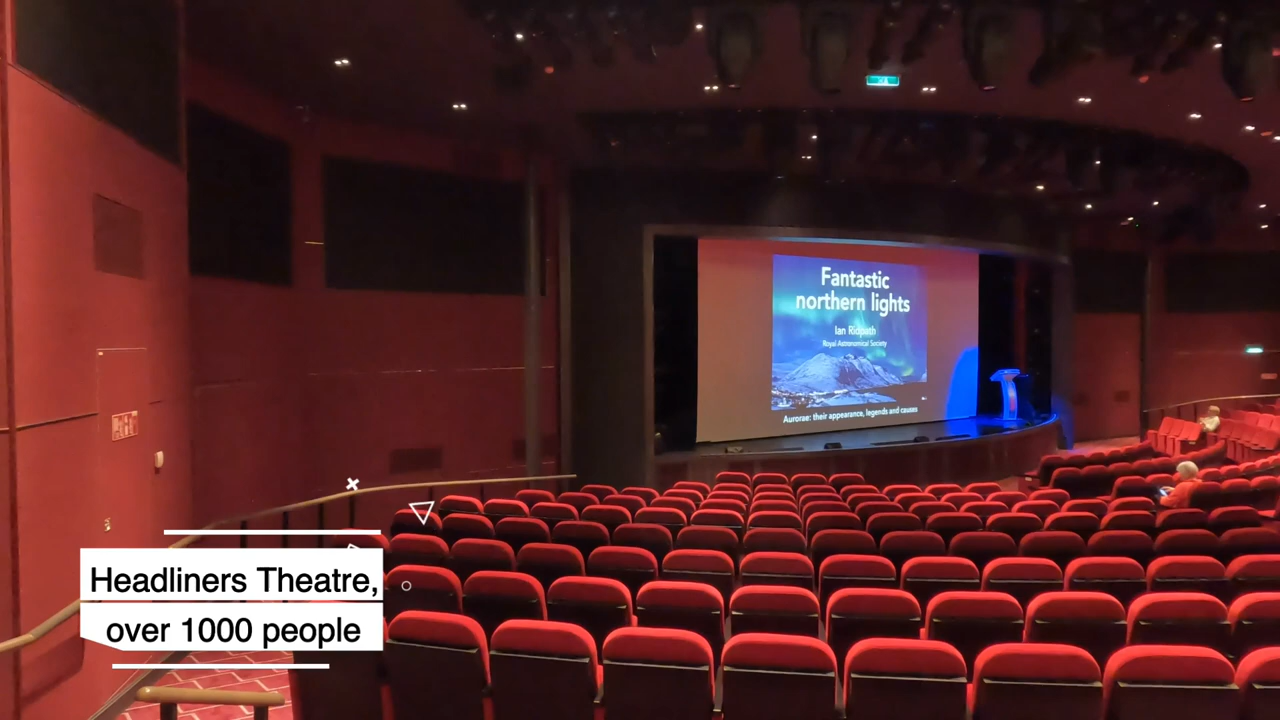 Fantastic
northern lights
Ian Ridpath
Royal Astronomical Society
Aurorae: their appearance, legends and causes
Headliners Theatre,
over 1000 people